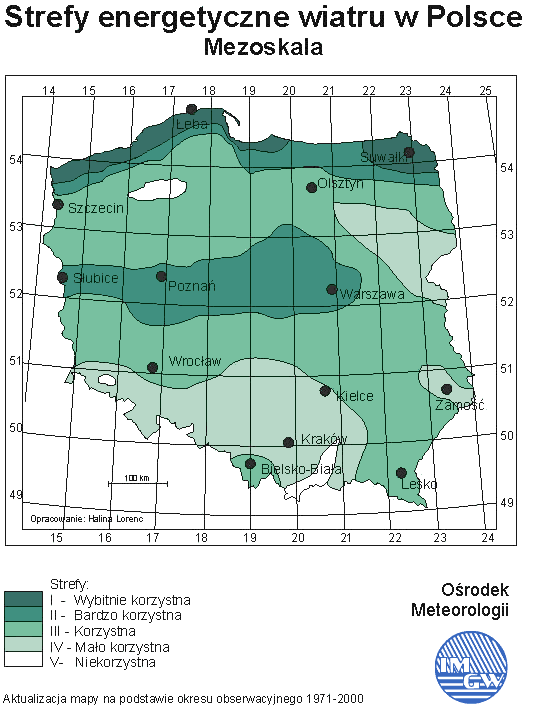 Strefy energetyczne wiatru w Polsce
Mezoskala
14 15 16 17 18 19 20 21 22 23 24 25
Łeba
Suwałki
54 54
Olsztyn
Szczecin
53 53
Słubice
Poznań
Warszawa
52 52
Wrocław
51 51
Kielce
Zamość
50 50
Kraków
Bielsko-Biała
Lesko
100 km
49 49
Opracowanie: Halina Lorenc
15 16 17 18 19 20 21 22 23 24
Strefy:
I - Wybitnie korzystna
II - Bardzo korzystna
III - Korzystna
IV - Mało korzystna
V- Niekorzystna
Ośrodek
Meteorologii
IM
GW
Aktualizacja mapy na podstawie okresu obserwacyjnego 1971-2000